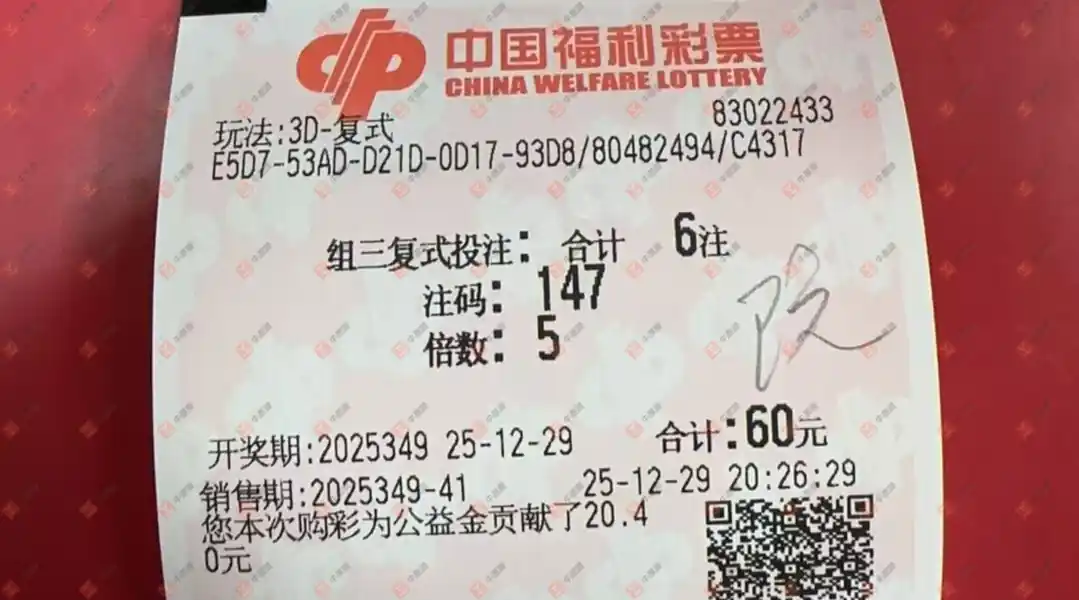 中国福利彩票
CHINA WELFARE LOTTERY
83022433
玩法:3D-复式
E5D7-53AD-D21D-0D17-93D8/80482494/C4317
组三复式投注: 合计 6注
注码: 147
倍数: 5
合计:60元
开奖期:2025349 25-12-29
销售期:2025349-41 25-12-29 20:26:29
您本次购彩为公益金贡献了20.4
0元